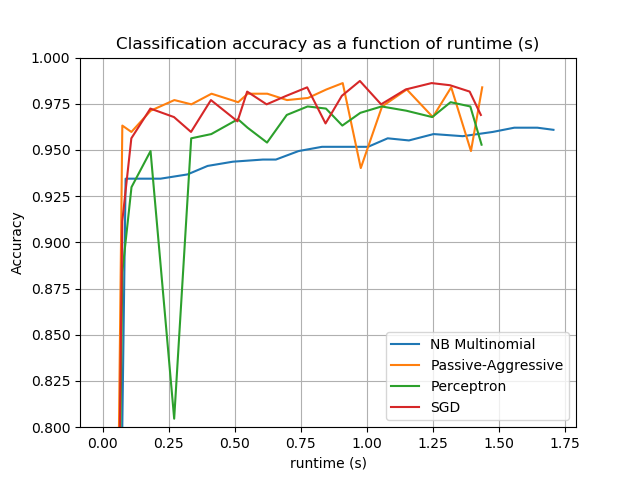 Classification accuracy as a function of runtime (s)
1.000
0.975
0.950
0.925
0.900
0.875
0.850
0.825
0.800
Accuracy
NB Multinomial
Passive-Aggressive
Perceptron
SGD
0.00 0.25 0.50 0.75 1.00 1.25 1.50 1.75
runtime (s)